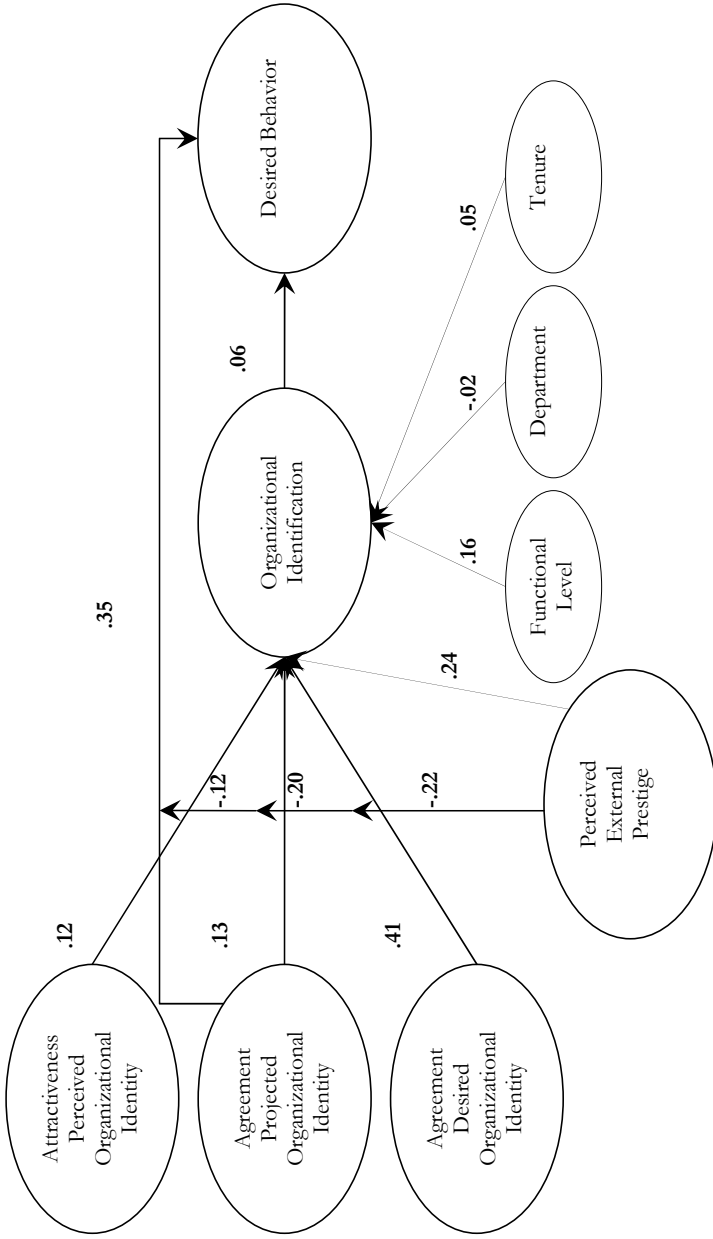 Attractiveness
Perceived
Organizational
Identity
Agreement
Projected
Organizational
Identity
Agreement
Desired
Organizational
Identity
.12
.13
.41
.35
-.12
-.20
-.22
Perceived
External
Prestige
.24
Organizational
Identification
.06
Desired Behavior
.16
-.02
.05
Functional
Level
Department
Tenure